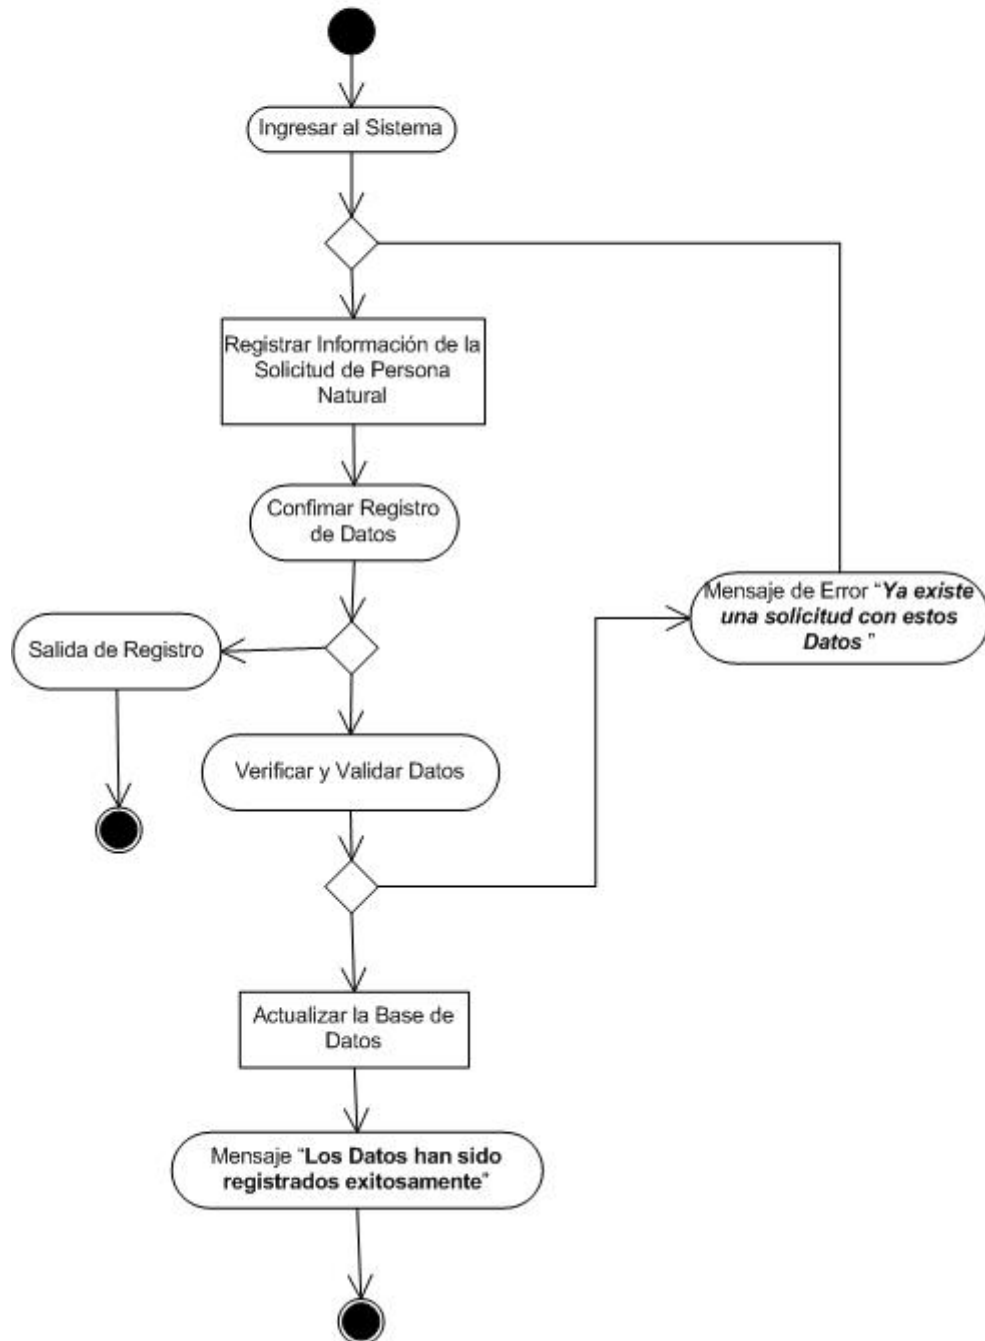 Ingresar al Sistema
Registrar Información de la
Solicitud de Persona
Natural
Confimar Registro
de Datos
Mensaje de Error “Ya existe
una solicitud con estos
Datos ”
Salida de Registro
Verificar y Validar Datos
Actualizar la Base de
Datos
Mensaje “Los Datos han sido
registrados exitosamente”